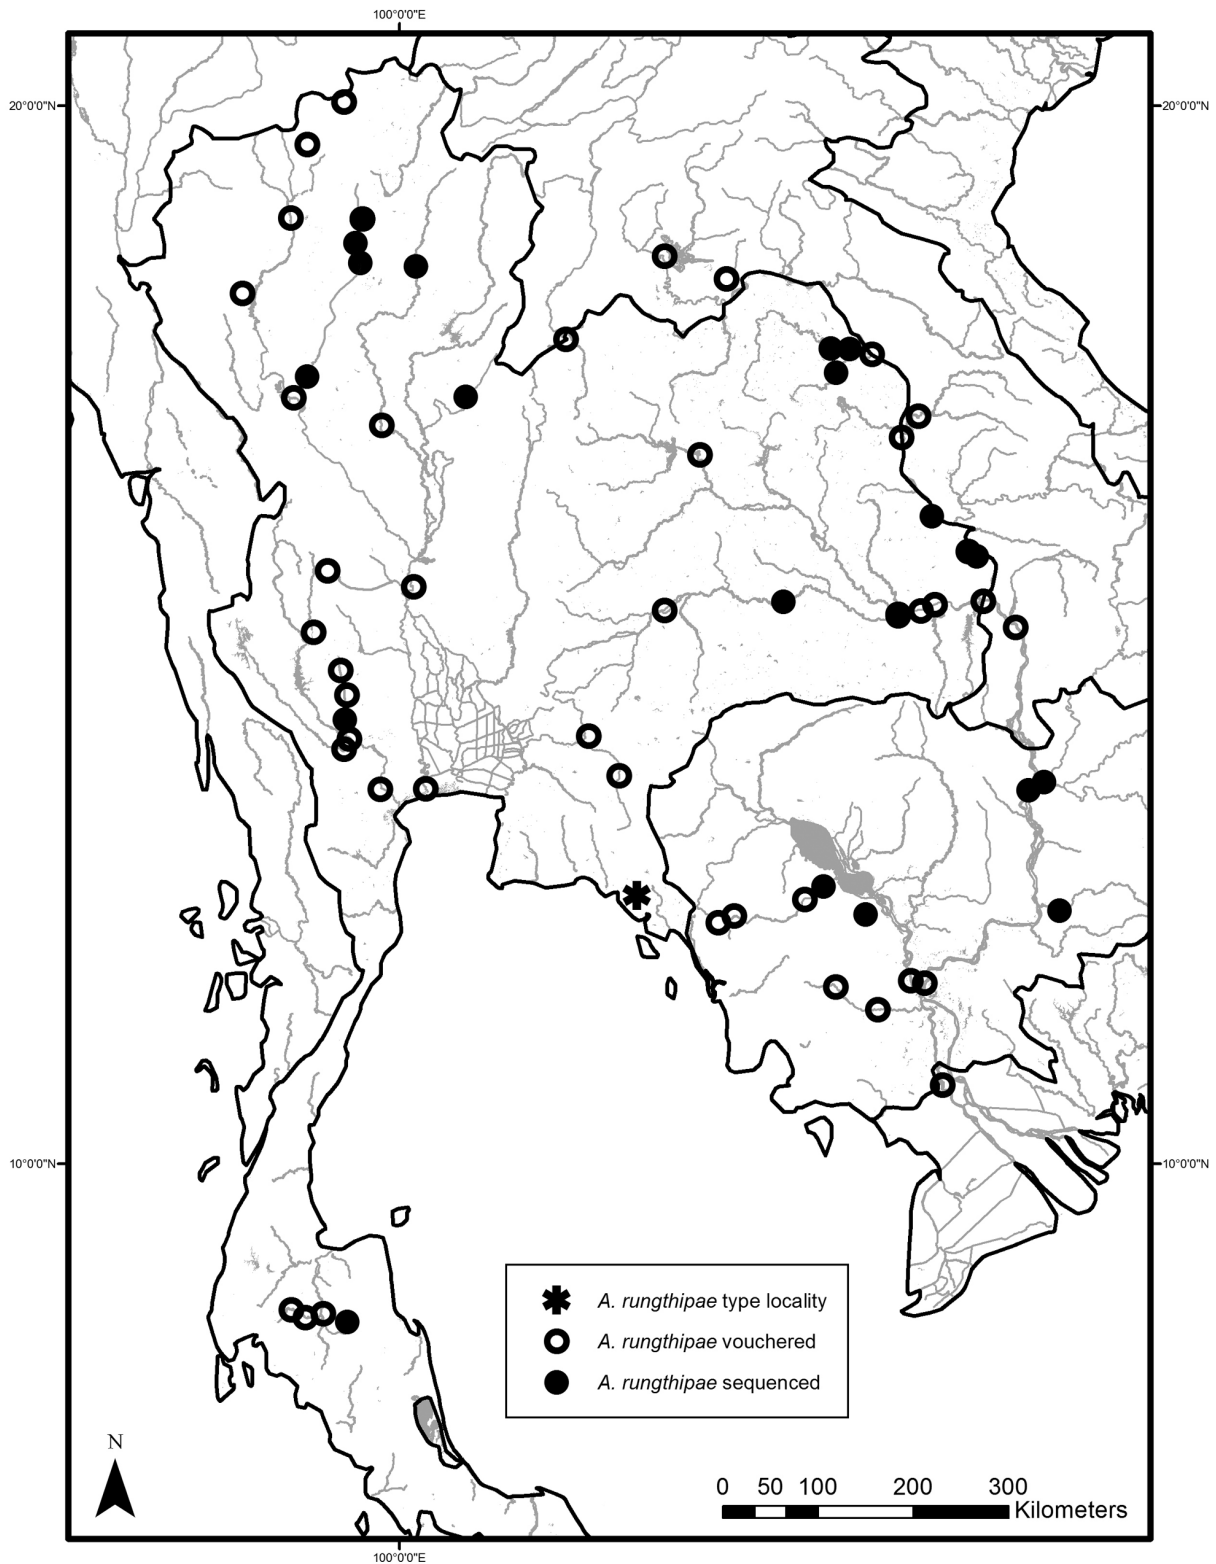 100°0'0"E
20°0'0"N
20°0'0"N
10°0'0"N
10°0'0"N
A. rungthipae type locality
A. rungthipae vouchered
A. rungthipae sequenced
N
0 50 100 200 300
Kilometers
100°0'0"E